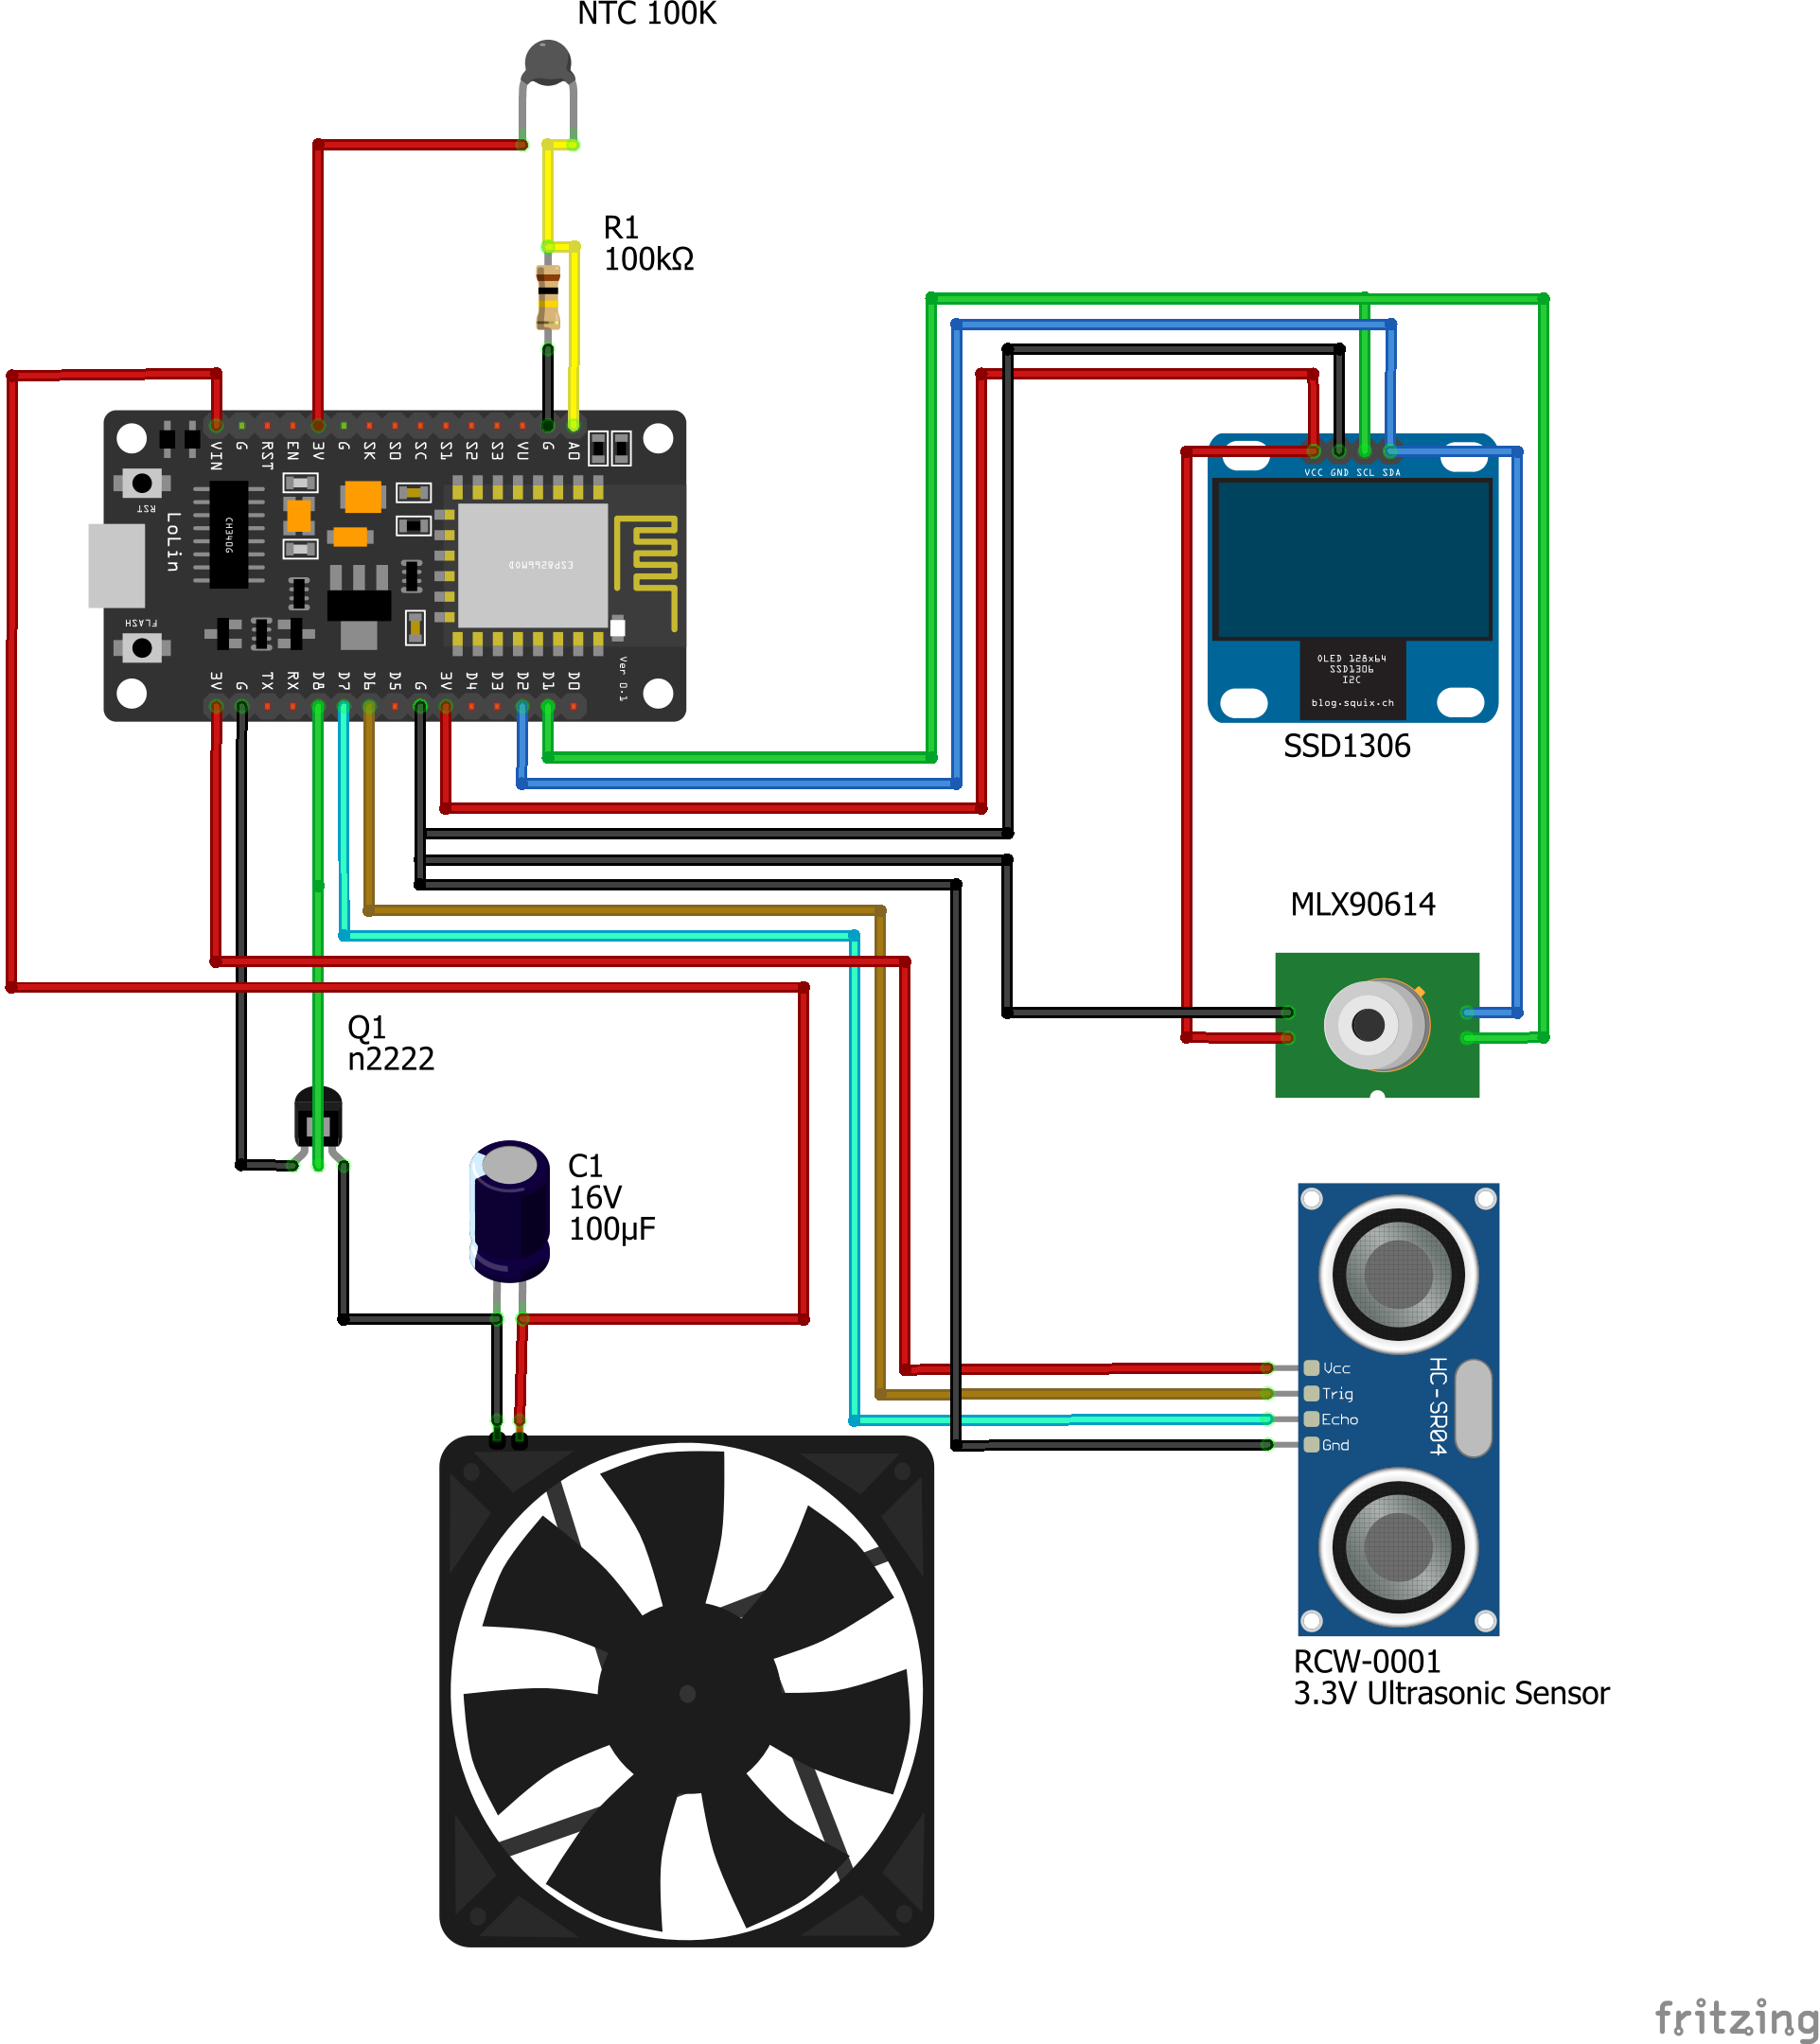 NTC 100K
R1
100kΩ
VIN
G
RST
EN
3V
G
SK
SO
SC
S1
S2
S3
VU
G
AO
RST
LoLin
CH340G
ESP8266MOD
FLASH
Ver 0.1
3V
G
TX
RX
D8
D7
D6
D5
G
3V
D4
D3
D2
D1
D0
VCC GND SCL SDA
OLED 128x64
SSD1306
I2C
blog.squix.ch
SSD1306
MLX90614
Q1
n2222
C1
16V
100µF
Vcc
Trig
Echo
Gnd
HC-SR04
RCW-0001
3.3V Ultrasonic Sensor
fritzing